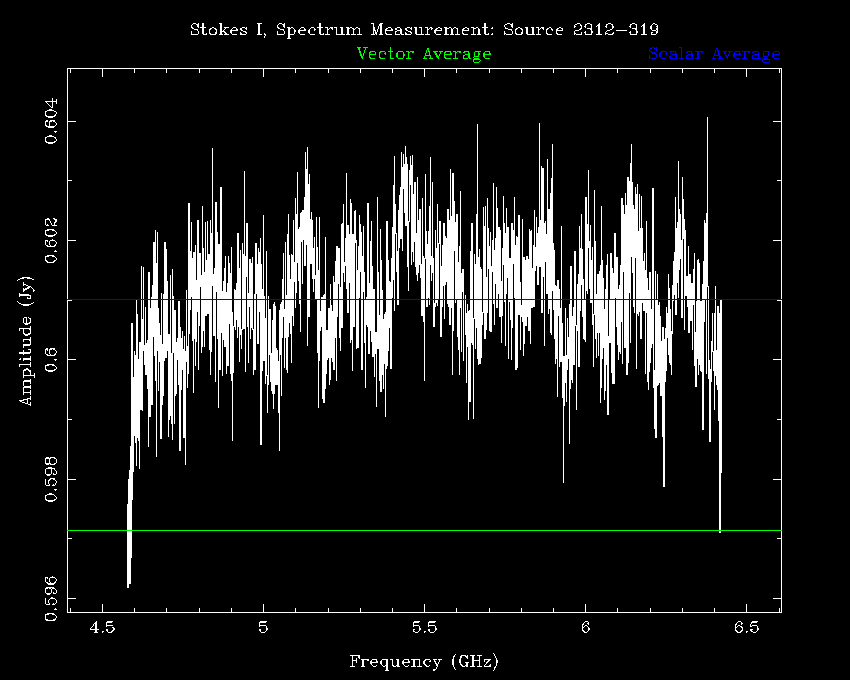 Stokes I, Spectrum Measurement: Source 2312−319
Vector Average Scalar Average
0.604
0.602
0.6
0.598
0.596
Amplitude (Jy)
4.5 5 5.5 6 6.5
Frequency (GHz)